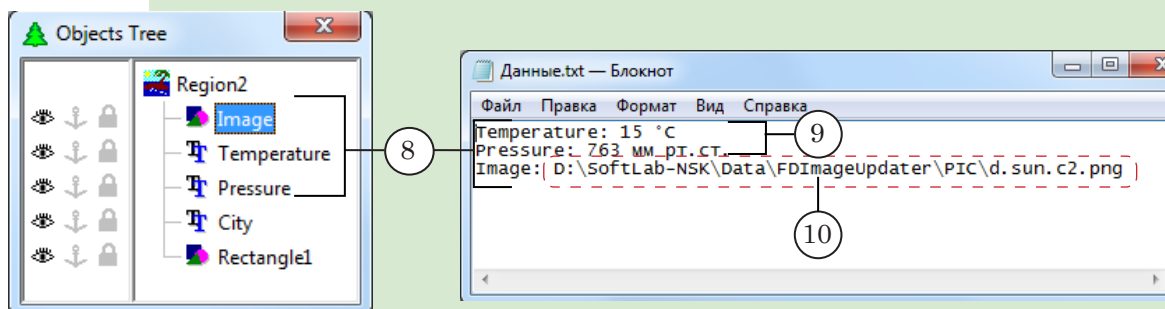 Objects Tree
Region2
Image
Temperature
Pressure
City
Rectangle1
8
Данные.txt — Блокнот
Файл Правка Формат Вид Справка
Temperature: 15 °C
Pressure: 763 мм рт.ст.
Image: D:\SoftLab-NSK\Data\FDImageUpdater\PIC\d.sun.c2.png
9
10